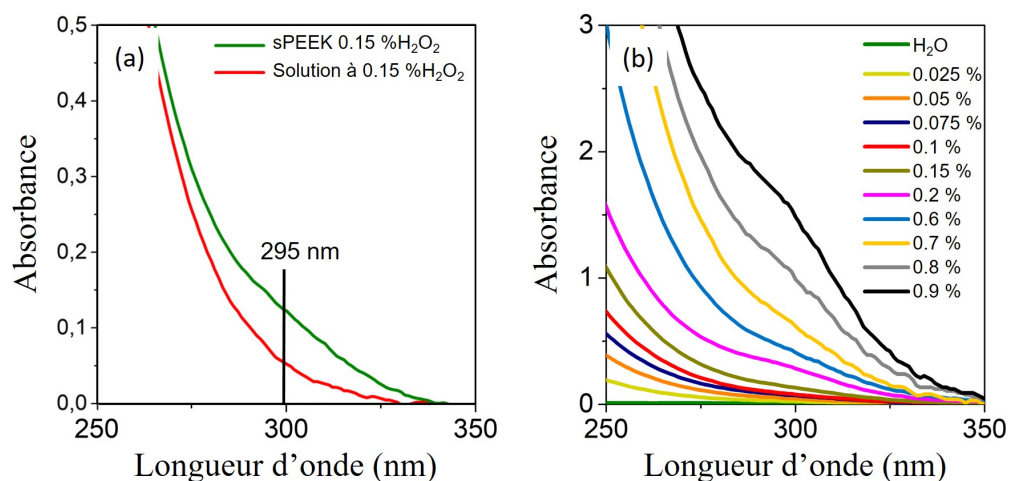 0,5
0,4
0,3
0,2
0,1
0,0
Absorbance
(a)
sPEEK 0.15 %H₂O₂
Solution à 0.15 %H₂O₂
295 nm
250
300
350
Longueur d’onde (nm)
3
2
1
0
Absorbance
(b)
H₂O
0.025 %
0.05 %
0.075 %
0.1 %
0.15 %
0.2 %
0.6 %
0.7 %
0.8 %
0.9 %
250
300
350
Longueur d’onde (nm)